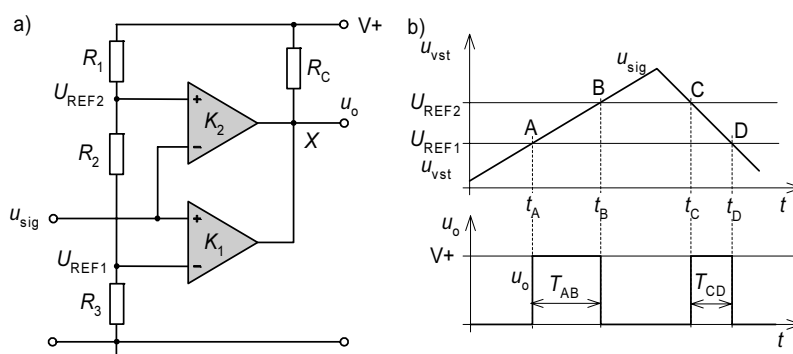 a)
V+
R1
RC
UREF2
+
K2
−
uo
X
R2
usig
+
K1
−
UREF1
R3
b)
uvst
usig
B
C
UREF2
A
D
UREF1
uvst
tA
tB
tC
tD
t
uo
V+
uo
TAB
TCD
t